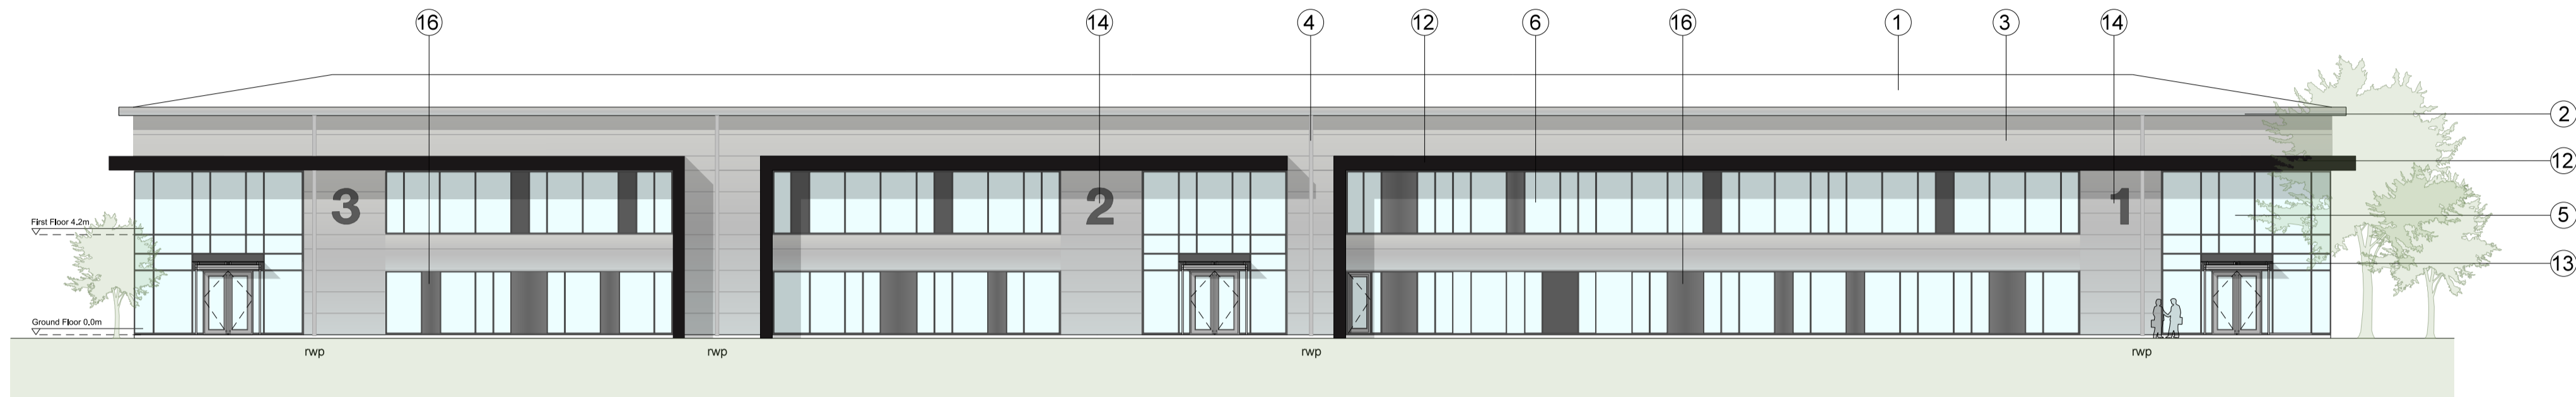 16 14 4 12 6 16 1 3 14
2
12
3 2 1
First Floor 4,2m
5
13
Ground Floor 0,0m
rwp rwp rwp rwp